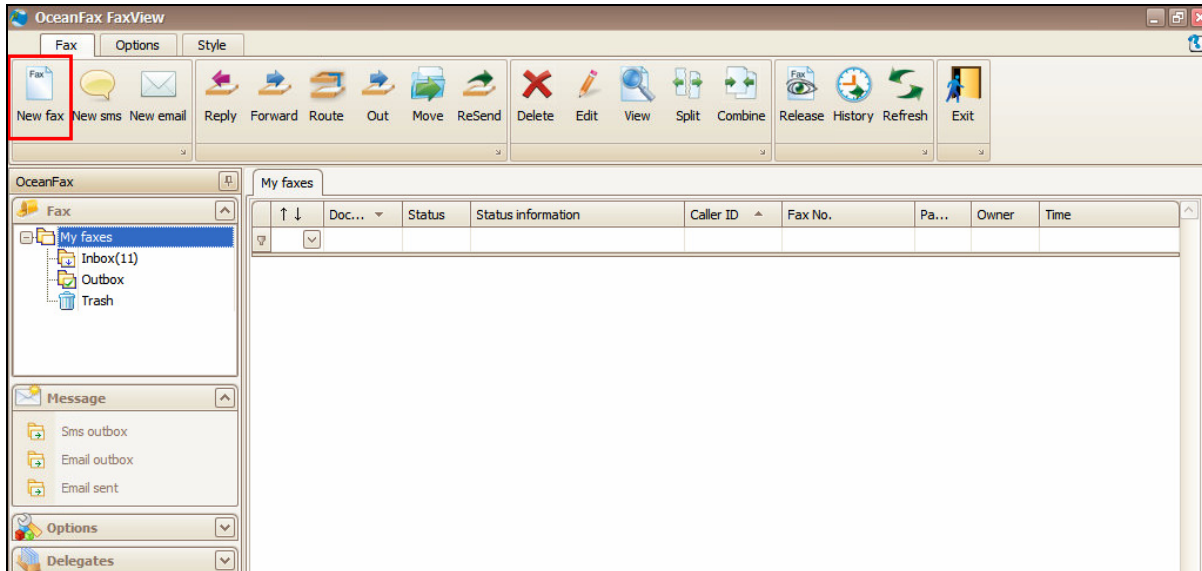 OceanFax FaxView
Fax Options Style
Fax Fax
New fax New sms New email Reply Forward Route Out Move ReSend Delete Edit View Split Combine Release History Refresh Exit
OceanFax My faxes
Fax ↑↓ Doc... Status Status information Caller ID Fax No. Pa... Owner Time
My faxes
Inbox(11)
Outbox
Trash
Message
Sms outbox
Email outbox
Email sent
Options
Delegates